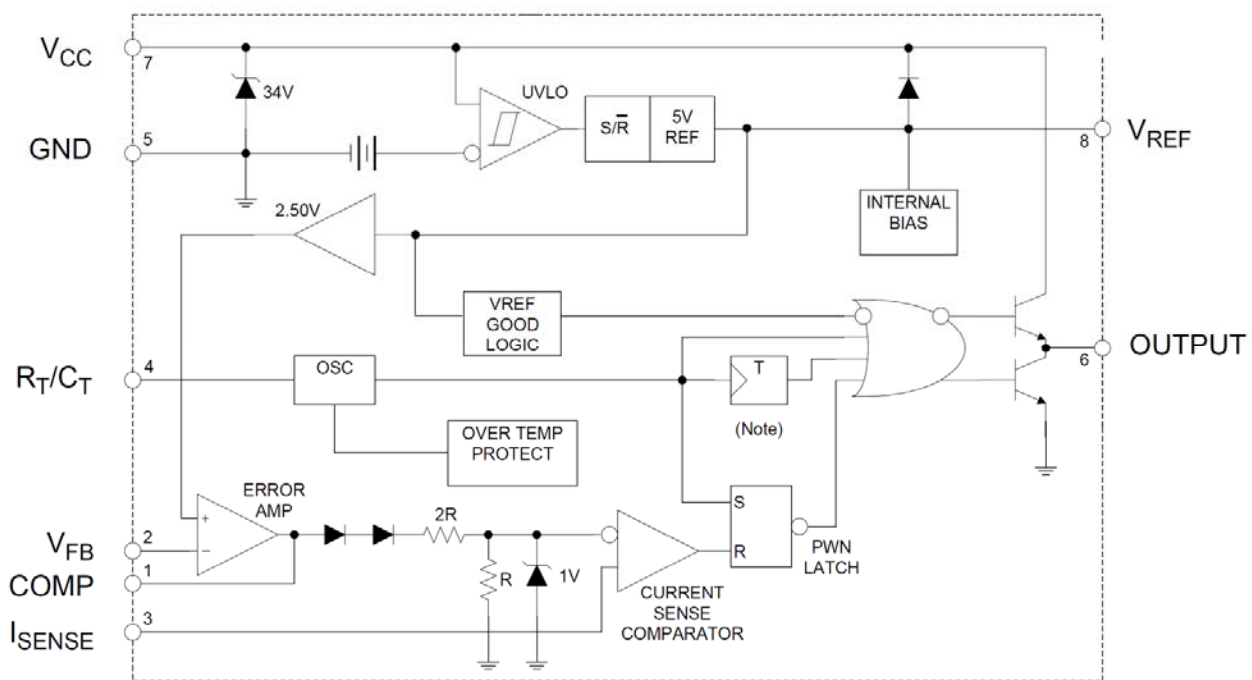 VCC
7
34V
UVLO
S/R̅
5V
REF
GND
5
8
VREF
2.50V
INTERNAL
BIAS
VREF
GOOD
LOGIC
RT/CT
4
OSC
T
(Note)
6
OUTPUT
OVER TEMP
PROTECT
ERROR
AMP
2R
S
R
PWN
LATCH
VFB
2
COMP
1
R
1V
CURRENT
SENSE
COMPARATOR
ISENSE
3
+
−